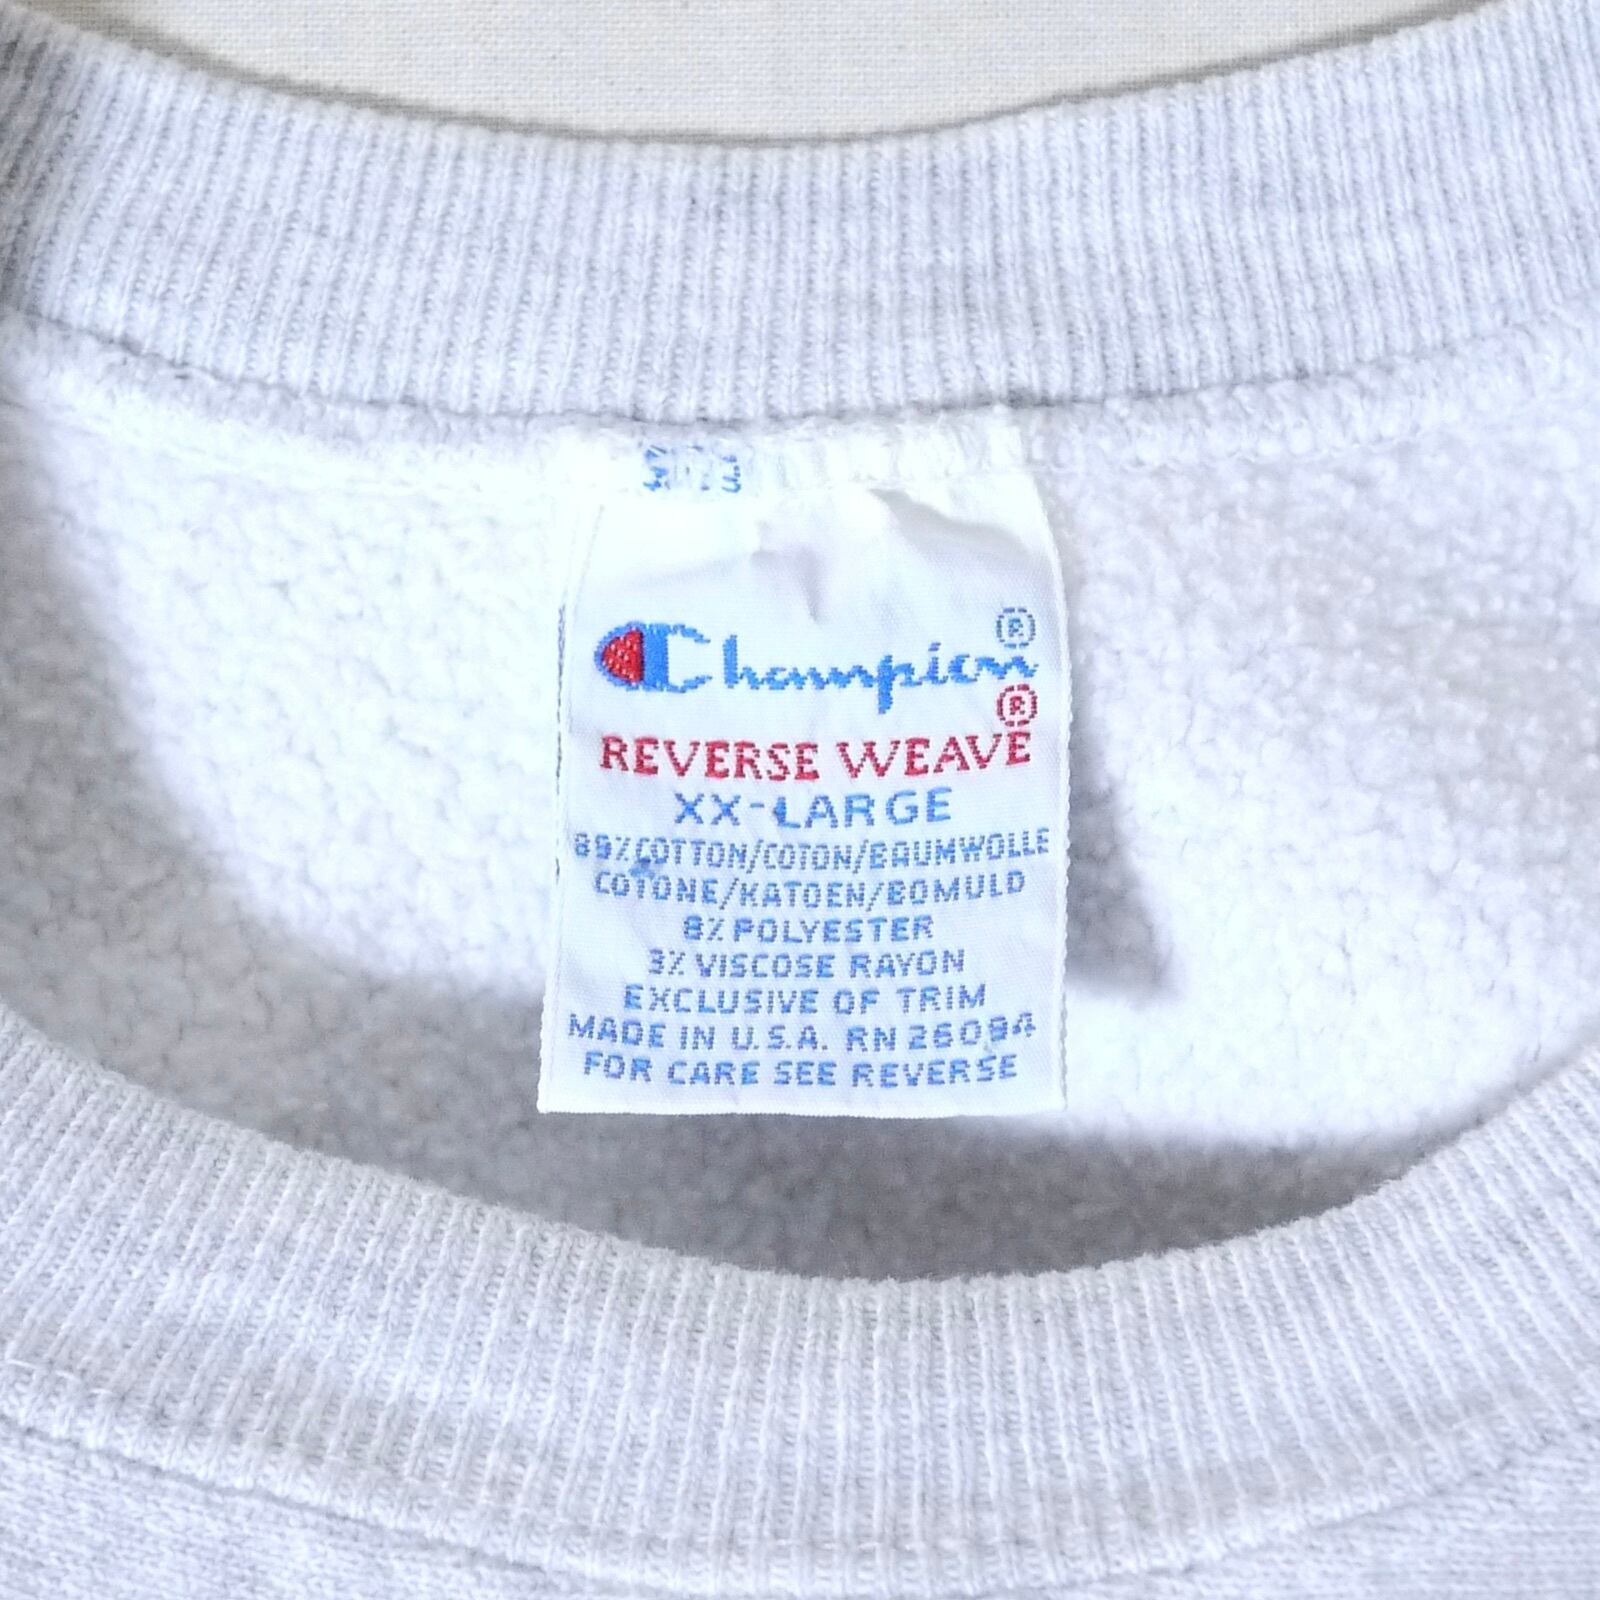 Champion®
®
REVERSE WEAVE
XX-LARGE
89% COTTON/COTON/BAUMWOLLE
COTONE/KATOEN/BOMULD
8% POLYESTER
3% VISCOSE RAYON
EXCLUSIVE OF TRIM
MADE IN U.S.A. RN 26094
FOR CARE SEE REVERSE